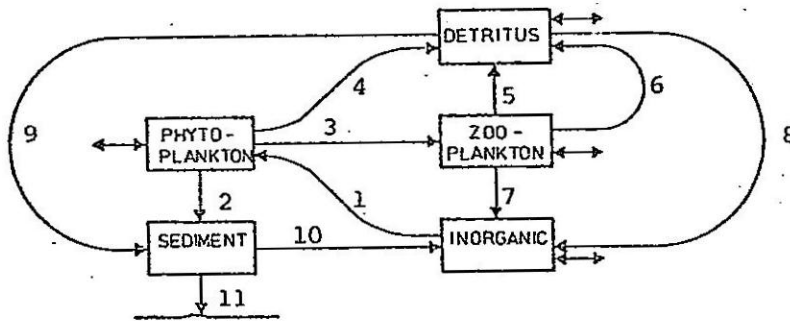 DETRITUS
4
5
6
9
8
PHYTO-
PLANKTON
3
ZOO-
PLANKTON
2
1
7
SEDIMENT
10
INORGANIC
11